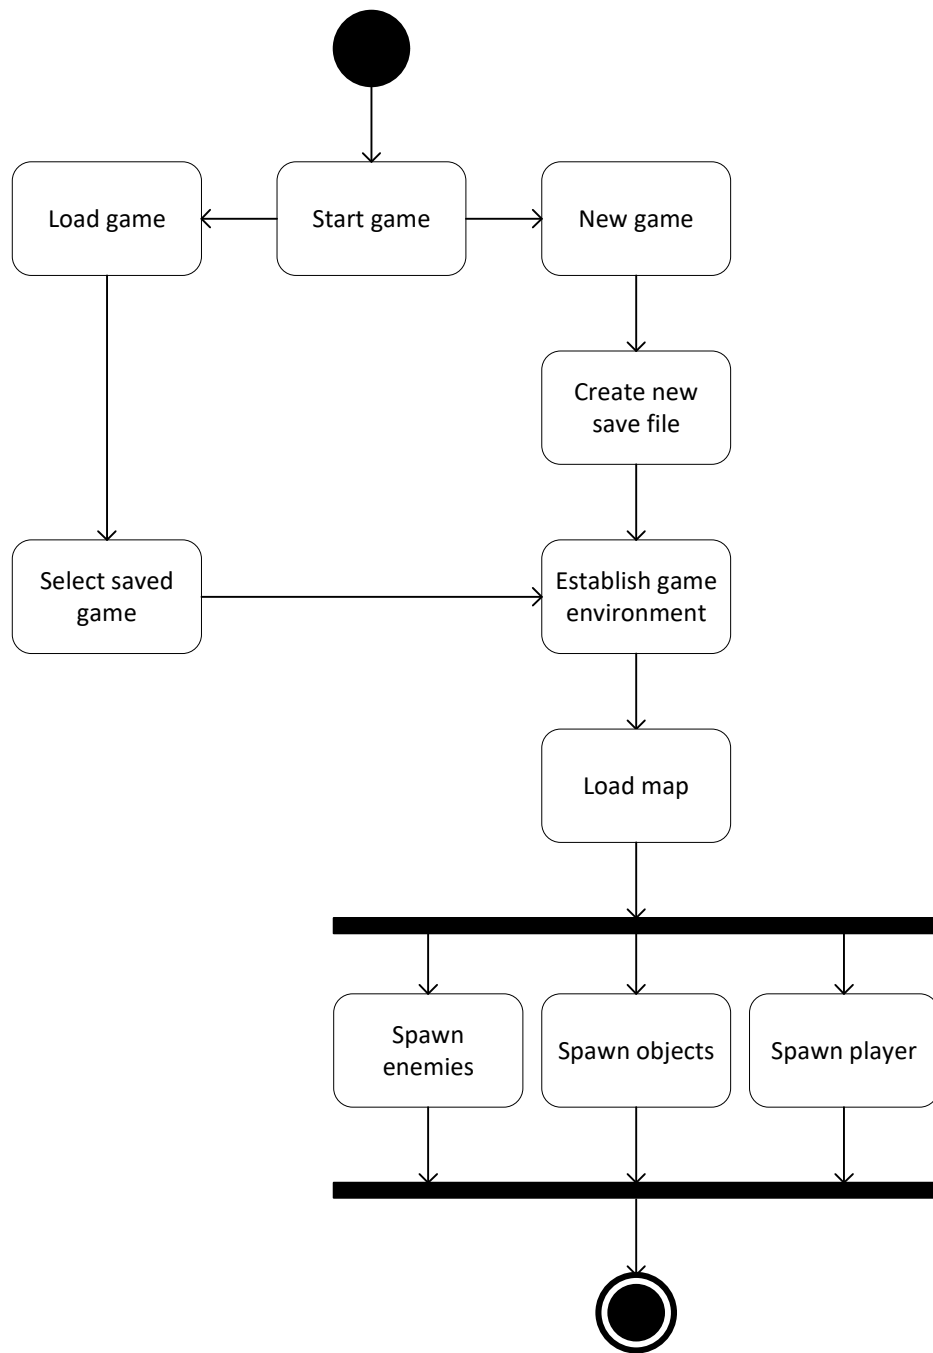 Load game
Start game
New game
Create new
save file
Select saved
game
Establish game
environment
Load map
Spawn
enemies
Spawn objects
Spawn player